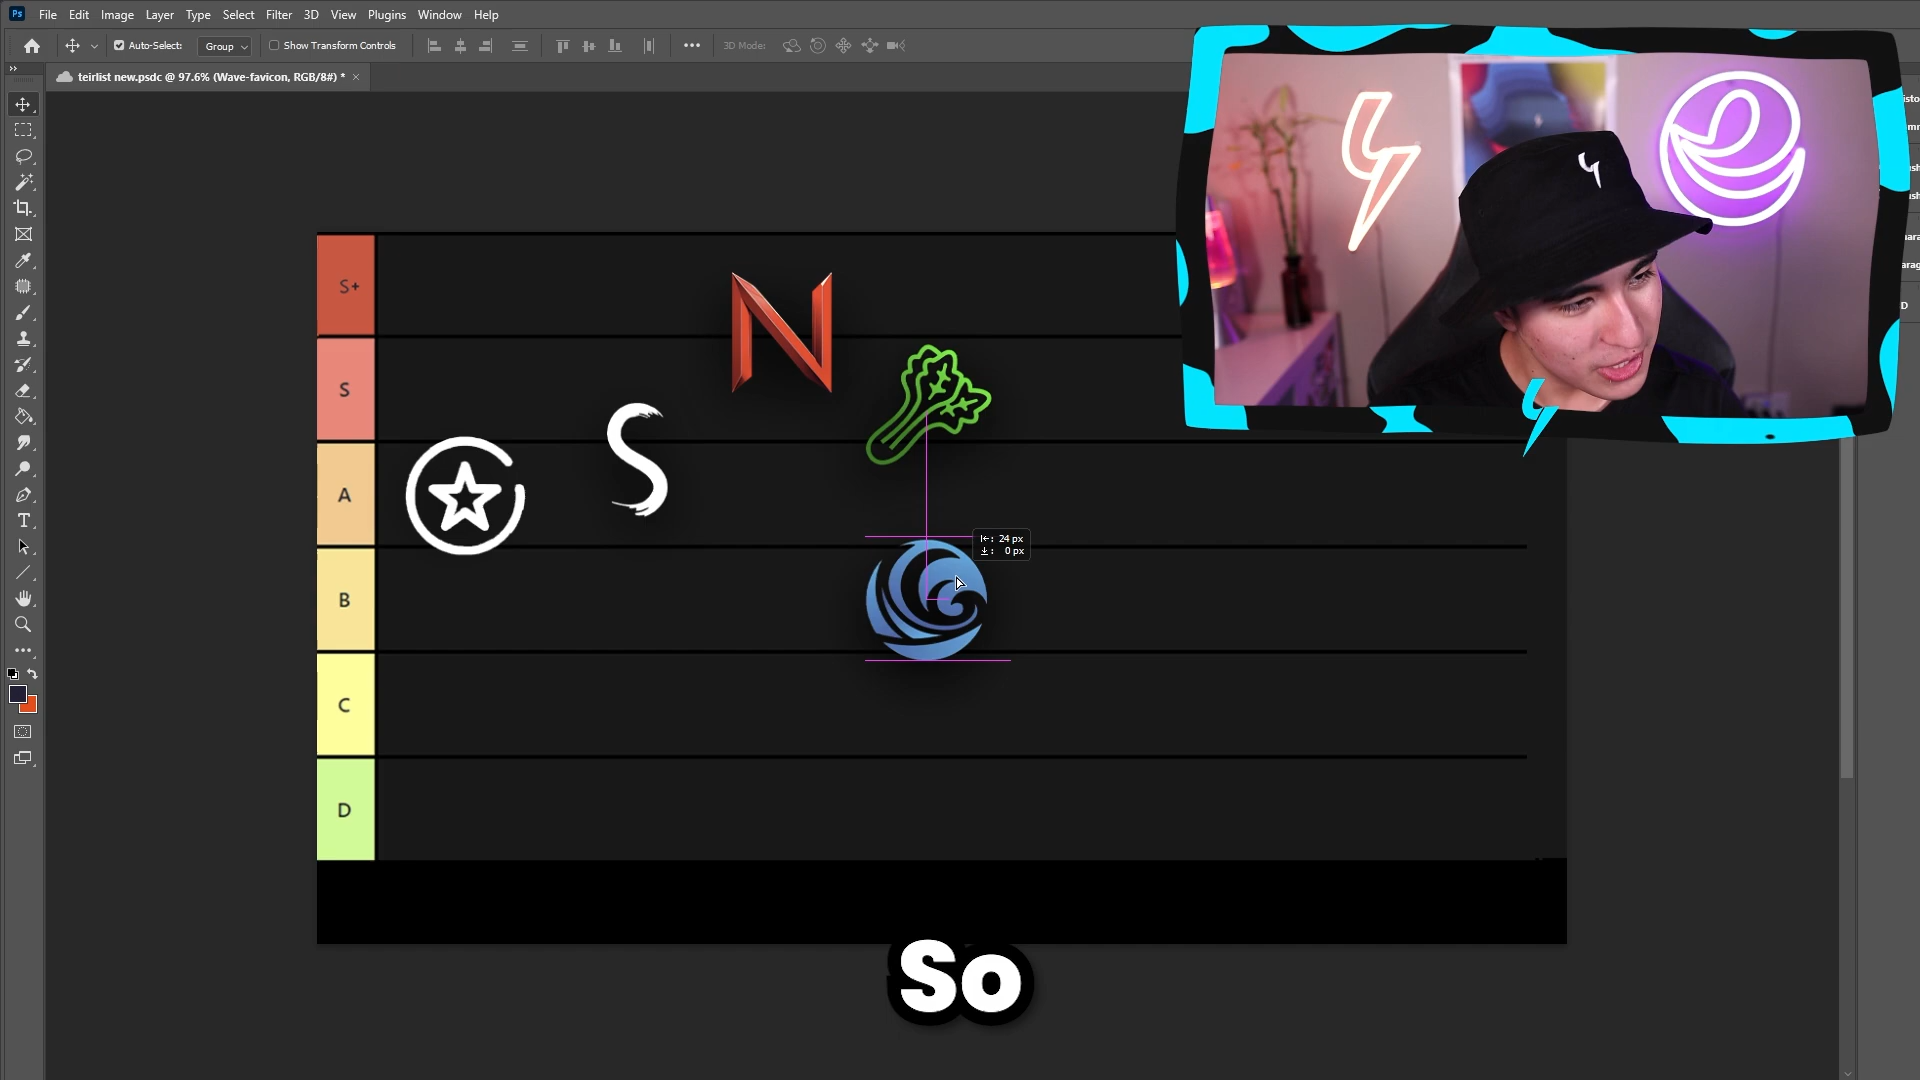 Ps File Edit Image Layer Type Select Filter 3D View Plugins Window Help
Auto-Select: Group Show Transform Controls 3D Mode:
teirlist new.psdc @ 97.6% (Wave-favicon, RGB/8#) * ×
S+
N
S
S
A
24 px
0 px
B
C
D
T
D
So